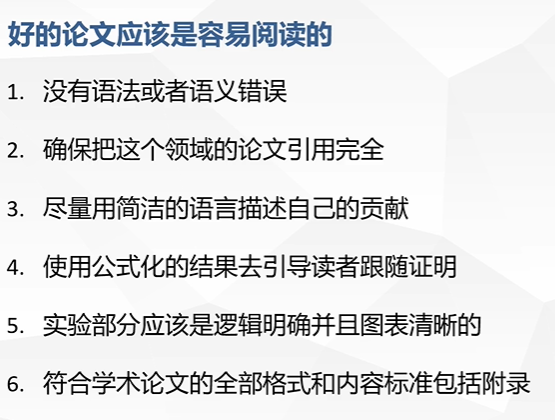 好的论文应该是容易阅读的
1. 没有语法或者语义错误
2. 确保把这个领域的论文引用完全
3. 尽量用简洁的语言描述自己的贡献
4. 使用公式化的结果去引导读者跟随证明
5. 实验部分应该是逻辑明确并且图表清晰的
6. 符合学术论文的全部格式和内容标准包括附录